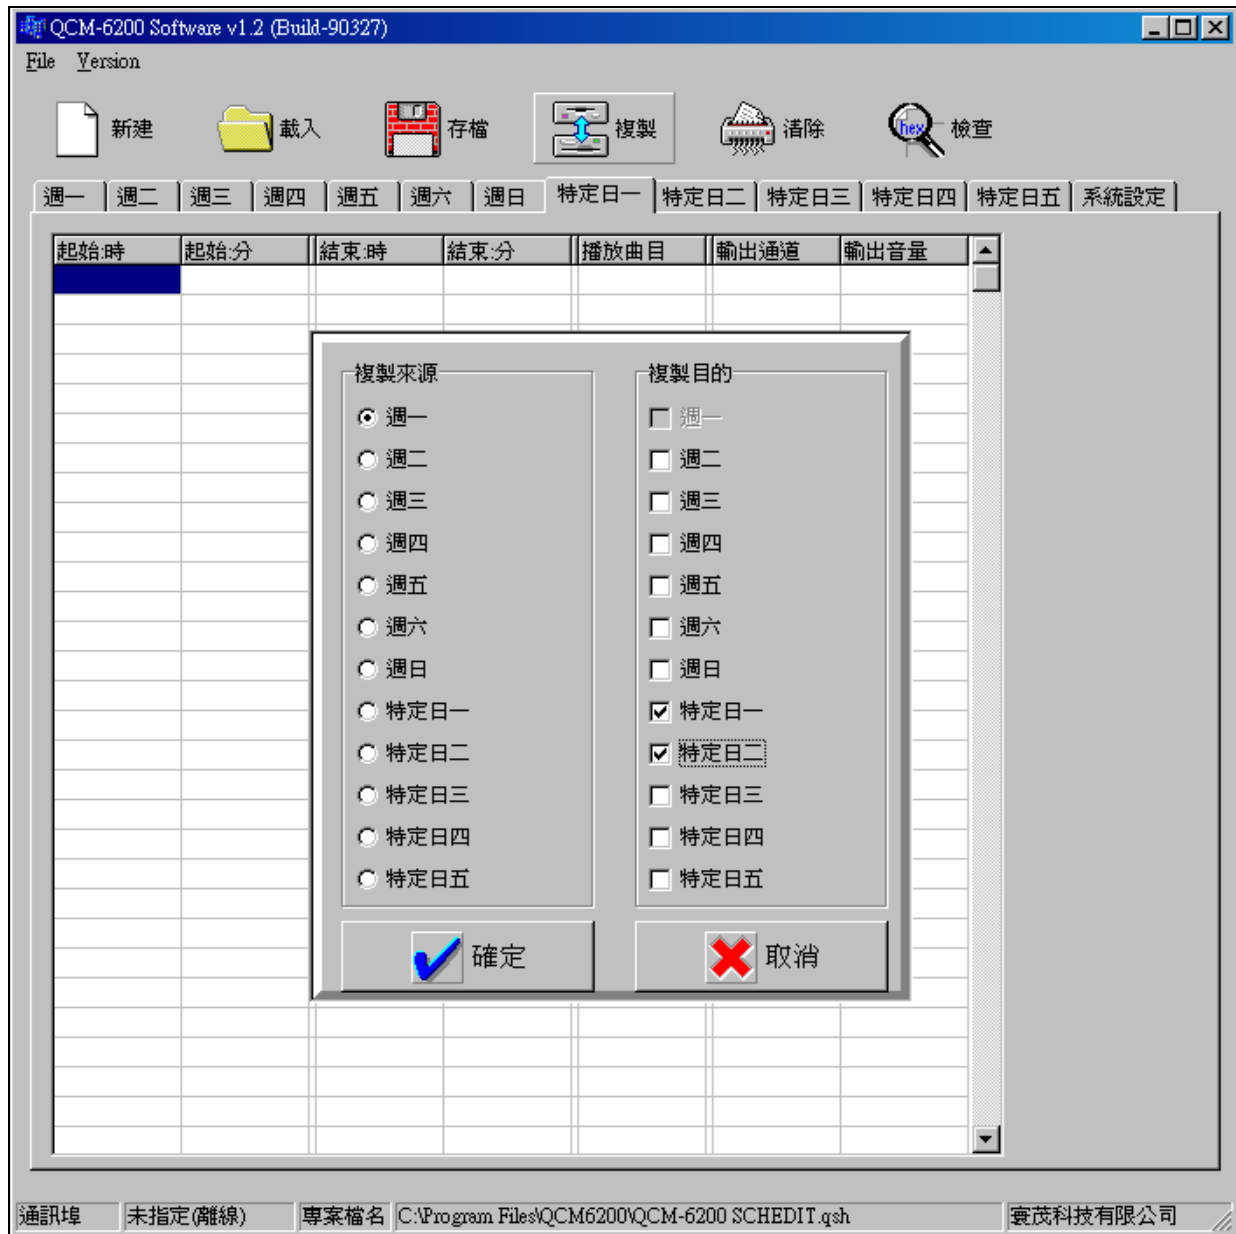 QCM-6200 Software v1.2 (Build-90327)
File Version
新建 載入 存檔 複製 清除 檢查
週一 週二 週三 週四 週五 週六 週日 特定日一 特定日二 特定日三 特定日四 特定日五 系統設定
起始:時 起始:分 結束:時 結束:分 播放曲目 輸出通道 輸出音量
複製來源 複製目的
週一 週一
週二 週二
週三 週三
週四 週四
週五 週五
週六 週六
週日 週日
特定日一 特定日一
特定日二 特定日二
特定日三 特定日三
特定日四 特定日四
特定日五 特定日五
確定 取消
通訊埠 未指定(離線) 專案檔名 C:\Program Files\QCM6200\QCM-6200 SCHEDIT.qsh 寰茂科技有限公司